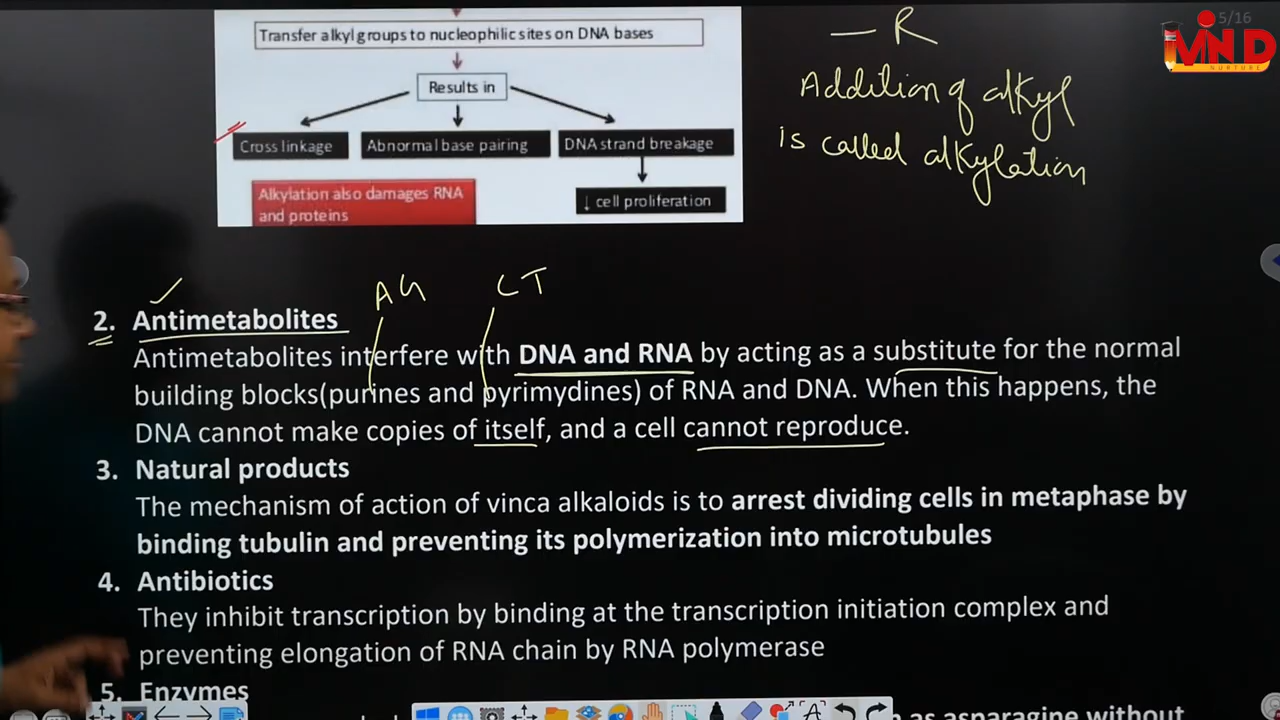 5/16
MIND
NURTURE
Transfer alkyl groups to nucleophilic sites on DNA bases
Results in
Cross linkage
Abnormal base pairing
DNA strand breakage
Alkylation also damages RNA
and proteins
↓ cell proliferation
— R
Addition of alkyl
is called alkylation
AG
CT
2. Antimetabolites
Antimetabolites interfere with DNA and RNA by acting as a substitute for the normal
building blocks(purines and pyrimydines) of RNA and DNA. When this happens, the
DNA cannot make copies of itself, and a cell cannot reproduce.
3. Natural products
The mechanism of action of vinca alkaloids is to arrest dividing cells in metaphase by
binding tubulin and preventing its polymerization into microtubules
4. Antibiotics
They inhibit transcription by binding at the transcription initiation complex and
preventing elongation of RNA chain by RNA polymerase
5. Enzymes
as asparagine without